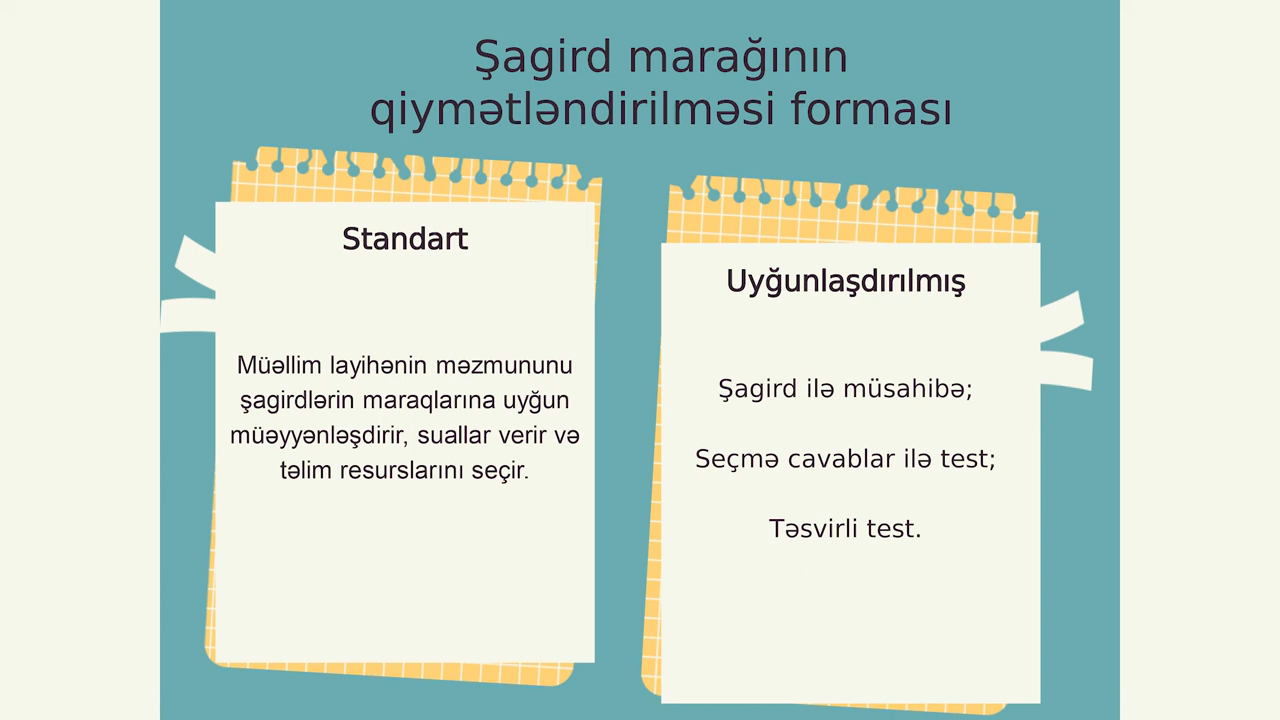 Şagird marağının
qiymətləndirilməsi forması
Standart
Müəllim layihənin məzmununu
şagirdlərin maraqlarına uyğun
müəyyənləşdirir, suallar verir və
təlim resurslarını seçir.
Uyğunlaşdırılmış
Şagird ilə müsahibə;
Seçmə cavablar ilə test;
Təsvirli test.